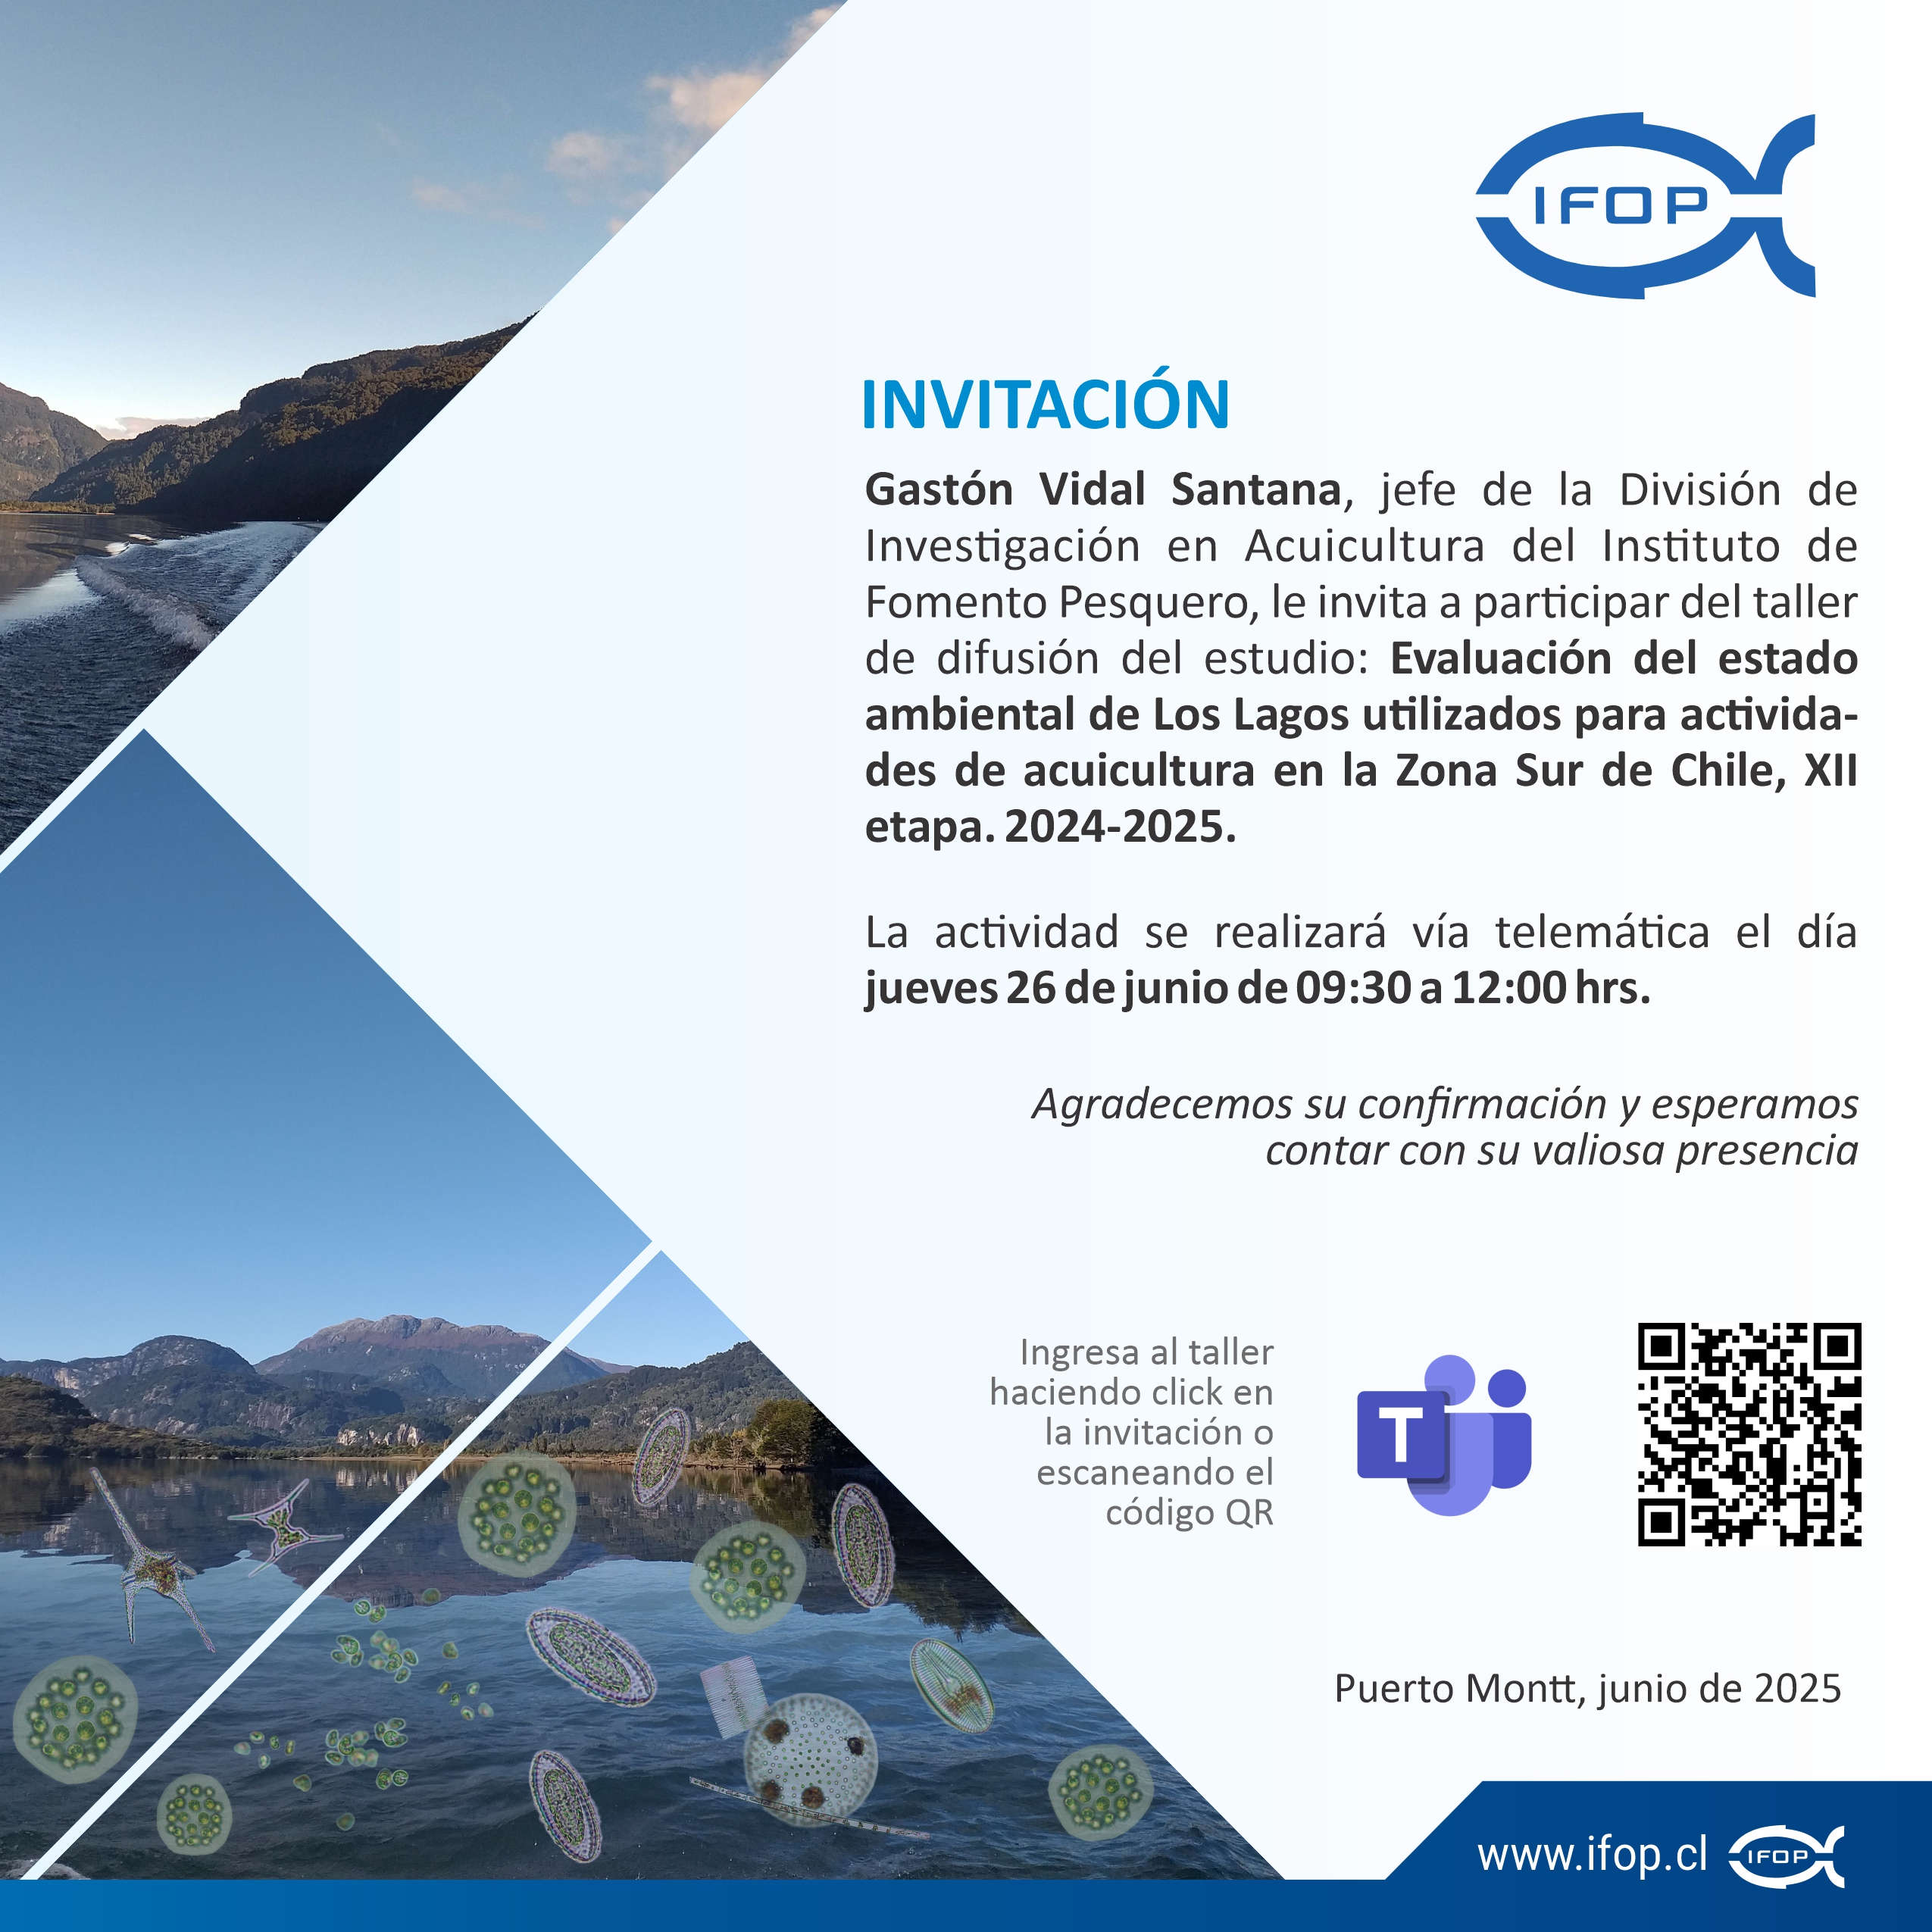 IFOP
INVITACIÓN
Gastón Vidal Santana, jefe de la División de
Investigación en Acuicultura del Instituto de
Fomento Pesquero, le invita a participar del taller
de difusión del estudio: Evaluación del estado
ambiental de Los Lagos utilizados para activida-
des de acuicultura en la Zona Sur de Chile, XII
etapa. 2024-2025.
La actividad se realizará vía telemática el día
jueves 26 de junio de 09:30 a 12:00 hrs.
Agradecemos su confirmación y esperamos
contar con su valiosa presencia
Ingresa al taller
haciendo click en
la invitación o
escaneando el
código QR
T
Puerto Montt, junio de 2025
www.ifop.cl IFOP